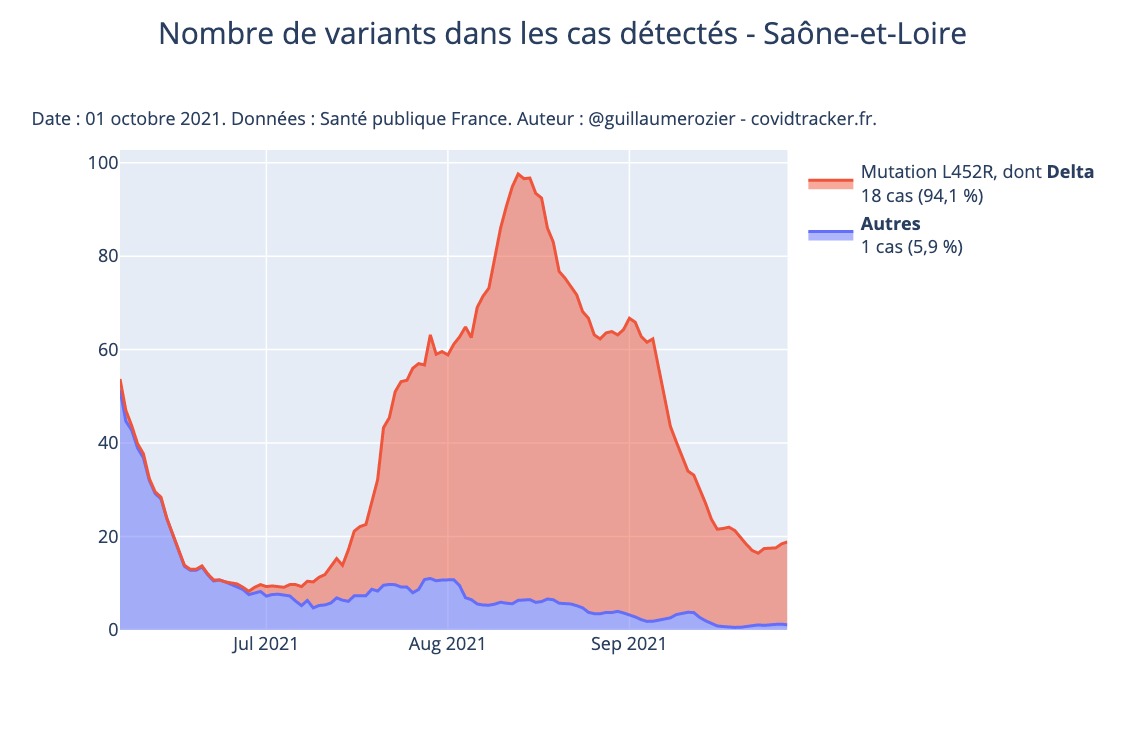 Nombre de variants dans les cas détectés - Saône-et-Loire
Date : 01 octobre 2021. Données : Santé publique France. Auteur : @guillaumerozier - covidtracker.fr.
100
80
60
40
20
0
Jul 2021
Aug 2021
Sep 2021
Mutation L452R, dont Delta
18 cas (94,1 %)
Autres
1 cas (5,9 %)